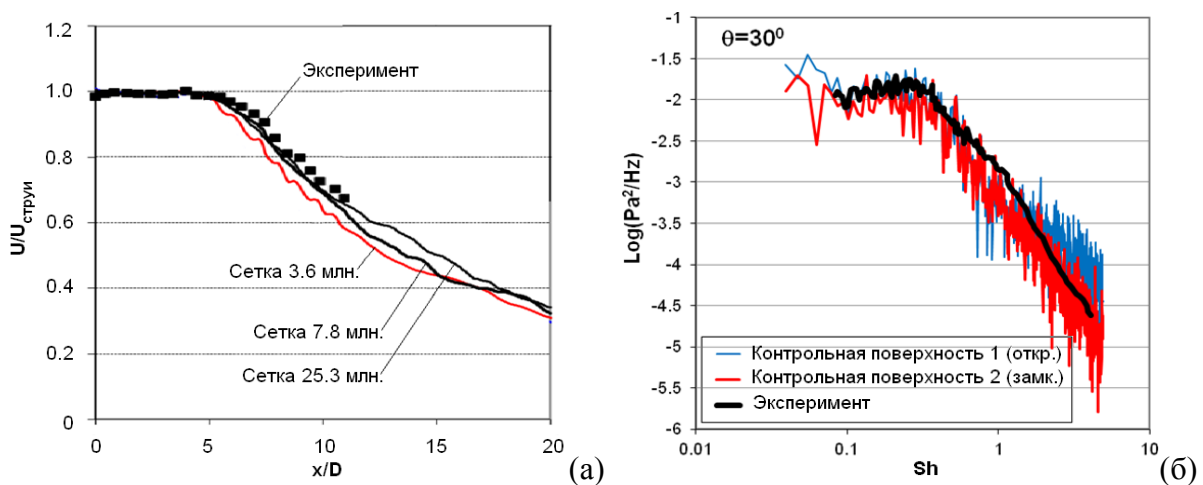 1.2
1.0
0.8
0.6
0.4
0.2
0
U/Uструи
Эксперимент
Сетка 3.6 млн.
Сетка 7.8 млн.
Сетка 25.3 млн.
0 5 10 15 20
x/D
(а)
-1
-1.5
-2
-2.5
-3
-3.5
-4
-4.5
-5
-5.5
-6
Log(Pa²/Hz)
θ=30⁰
Контрольная поверхность 1 (откр.)
Контрольная поверхность 2 (замк.)
Эксперимент
0.01 0.1 1 10
Sh
(б)